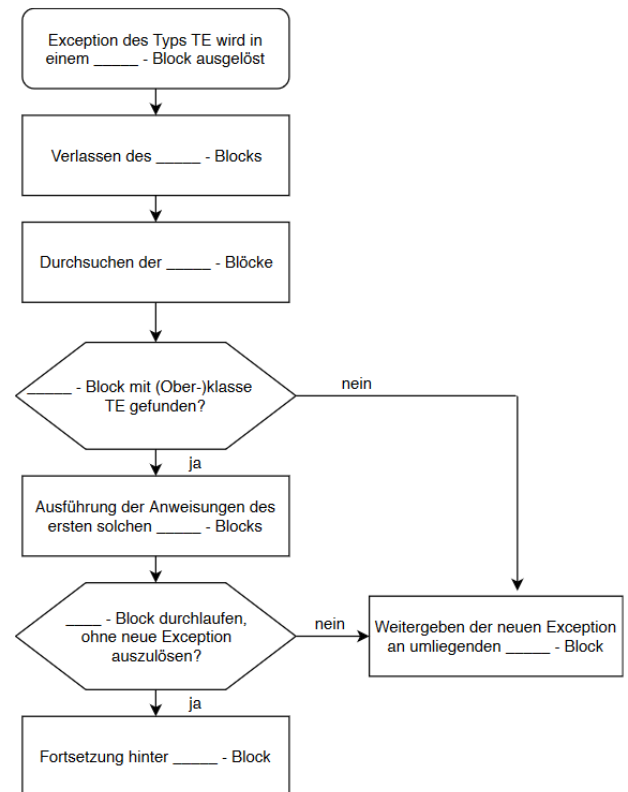 Exception des Typs TE wird in
einem _____ - Block ausgelöst
Verlassen des _____ - Blocks
Durchsuchen der _____ - Blöcke
_____ - Block mit (Ober-)klasse
TE gefunden?
nein
ja
Ausführung der Anweisungen des
ersten solchen _____ - Blocks
____ - Block durchlaufen,
ohne neue Exception
auszulösen?
nein
Weitergeben der neuen Exception
an umliegenden _____ - Block
ja
Fortsetzung hinter _____ - Block